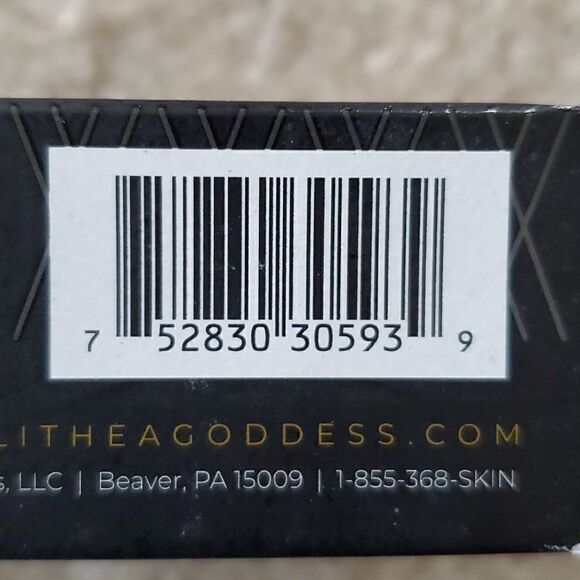 7 52830 30593 9
LITHEAGODDESS.COM
LLC | Beaver, PA 15009 | 1-855-368-SKIN